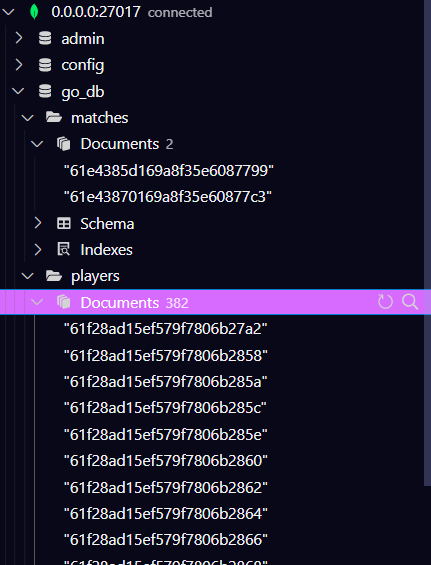 0.0.0.0:27017 connected
admin
config
go_db
matches
Documents 2
"61e4385d169a8f35e6087799"
"61e43870169a8f35e60877c3"
Schema
Indexes
players
Documents 382
"61f28ad15ef579f7806b27a2"
"61f28ad15ef579f7806b2858"
"61f28ad15ef579f7806b285a"
"61f28ad15ef579f7806b285c"
"61f28ad15ef579f7806b285e"
"61f28ad15ef579f7806b2860"
"61f28ad15ef579f7806b2862"
"61f28ad15ef579f7806b2864"
"61f28ad15ef579f7806b2866"